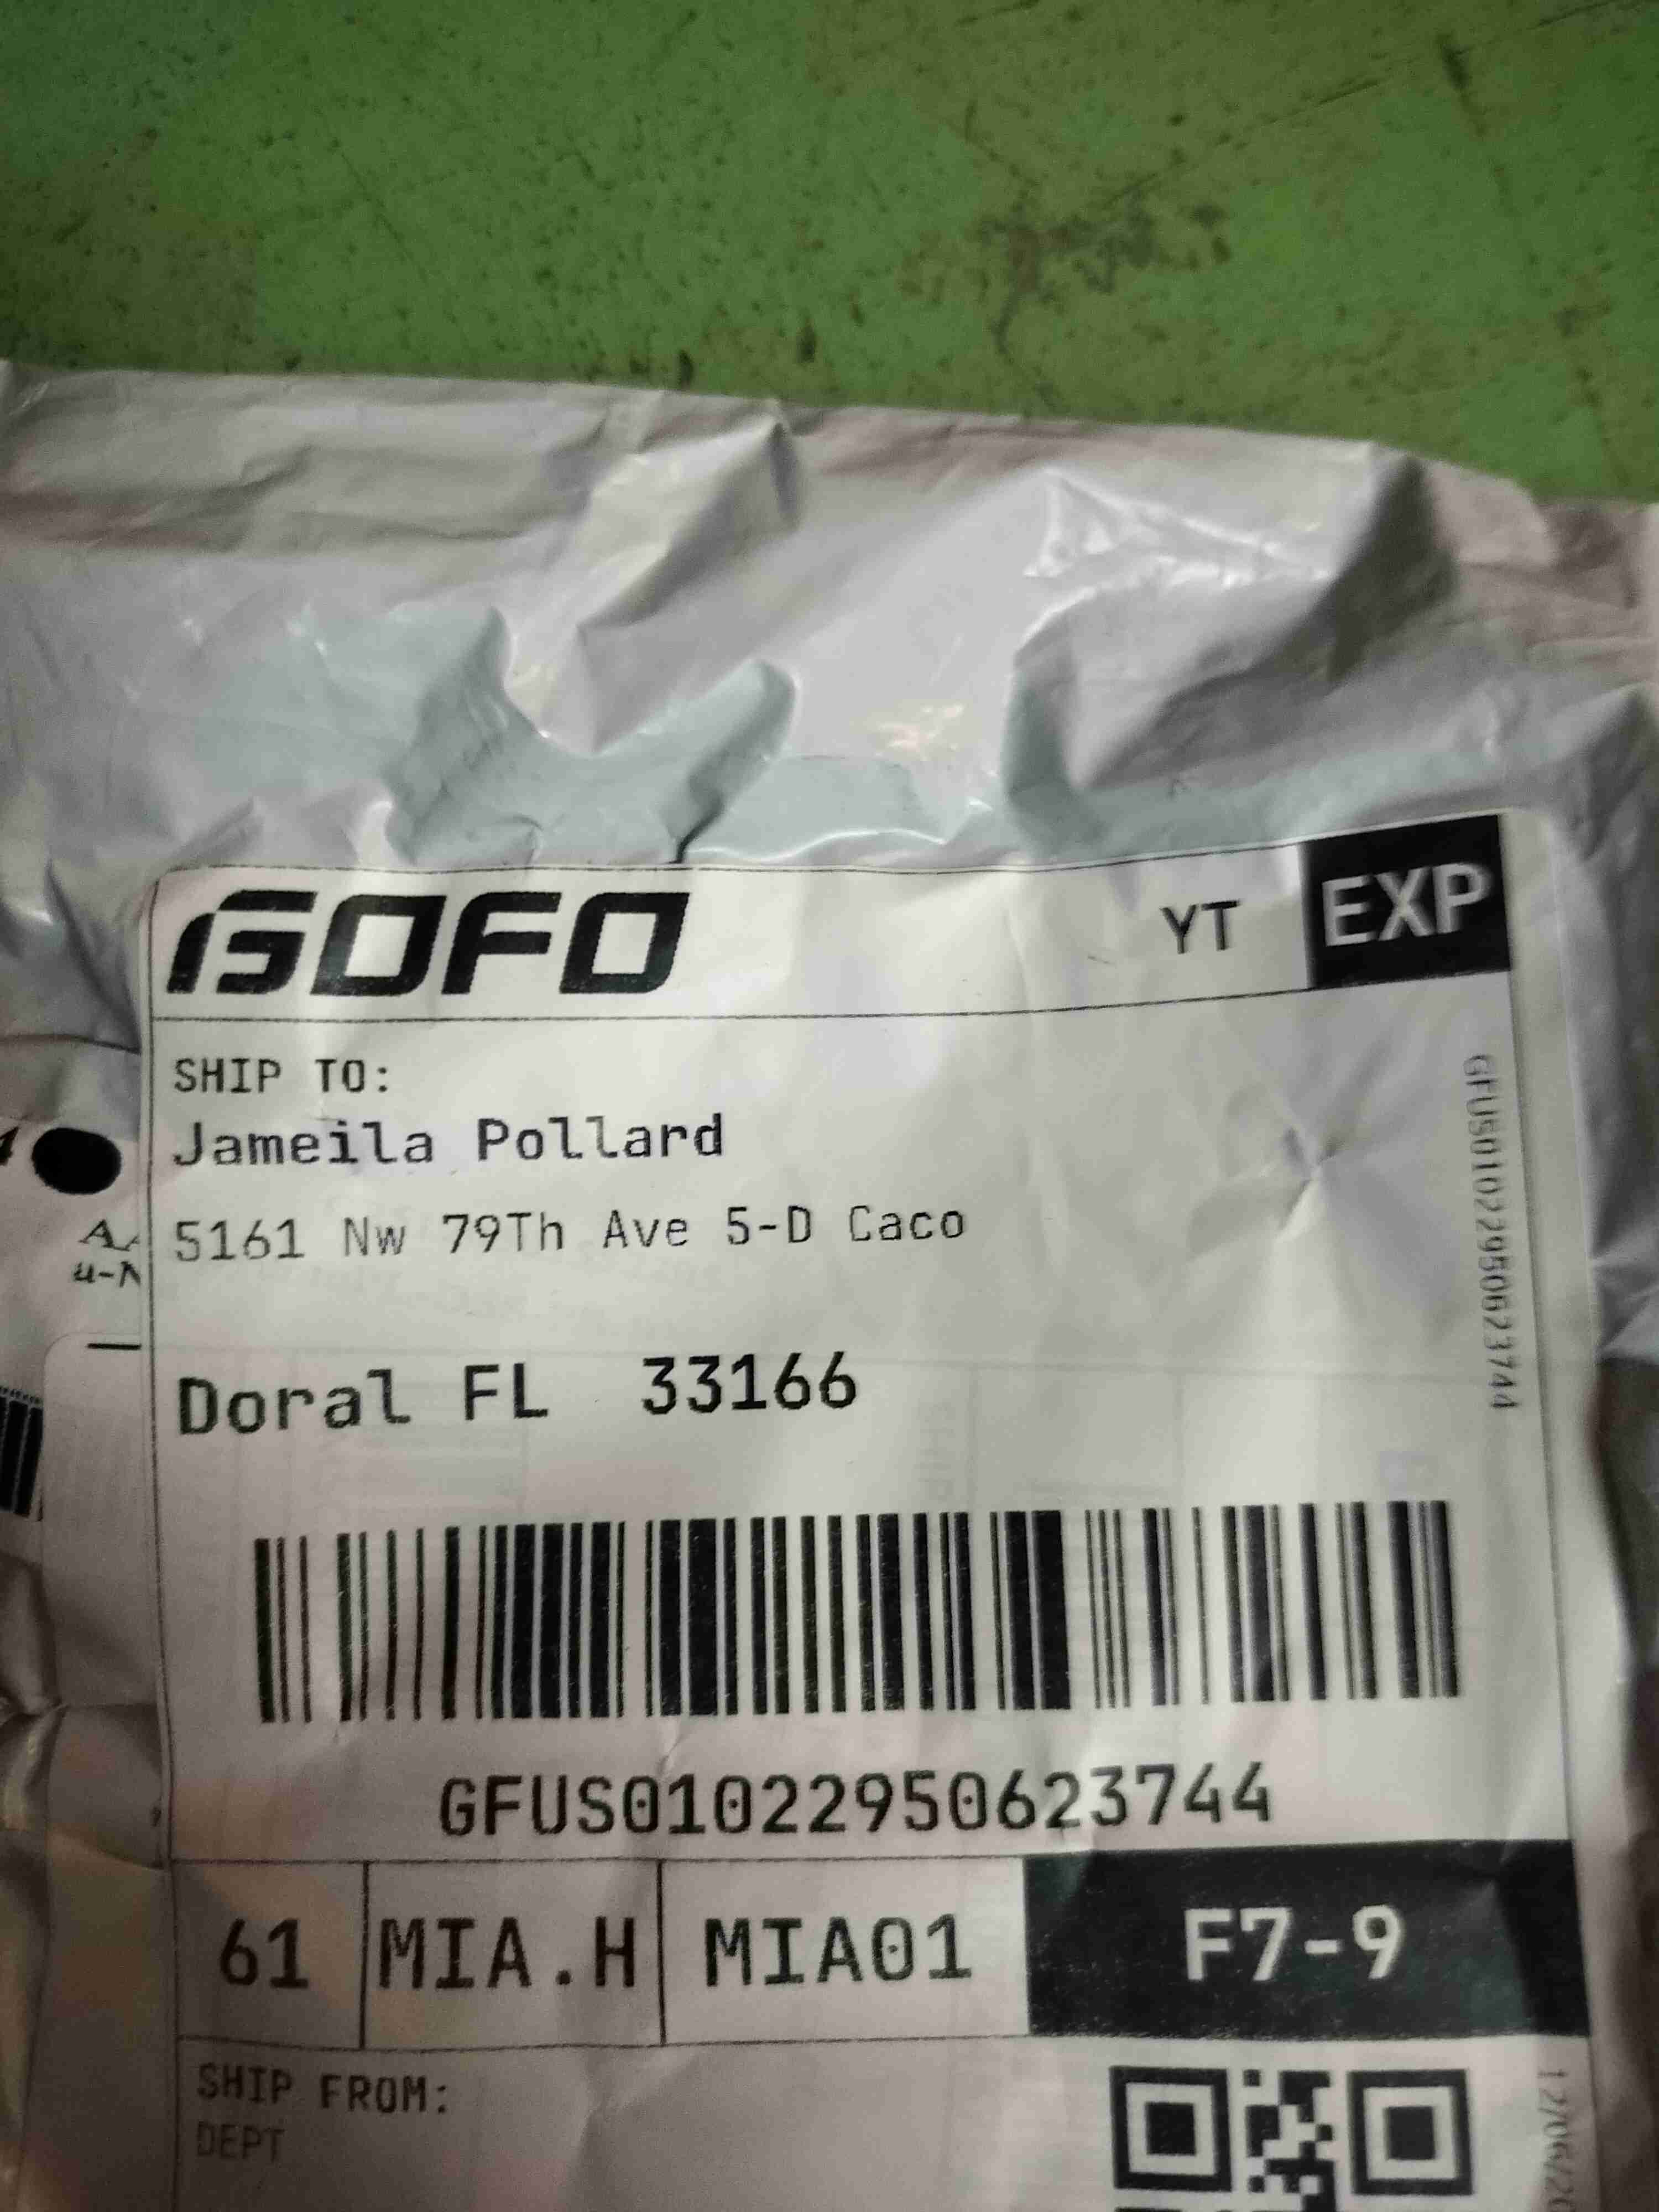 GOFO
YT
EXP
SHIP TO:
Jameila Pollard
5161 Nw 79Th Ave 5-D Caco
Doral FL 33166
GFUS01022950623744
GFUS01022950623744
61
MIA.H
MIA01
F7-9
SHIP FROM:
DEPT